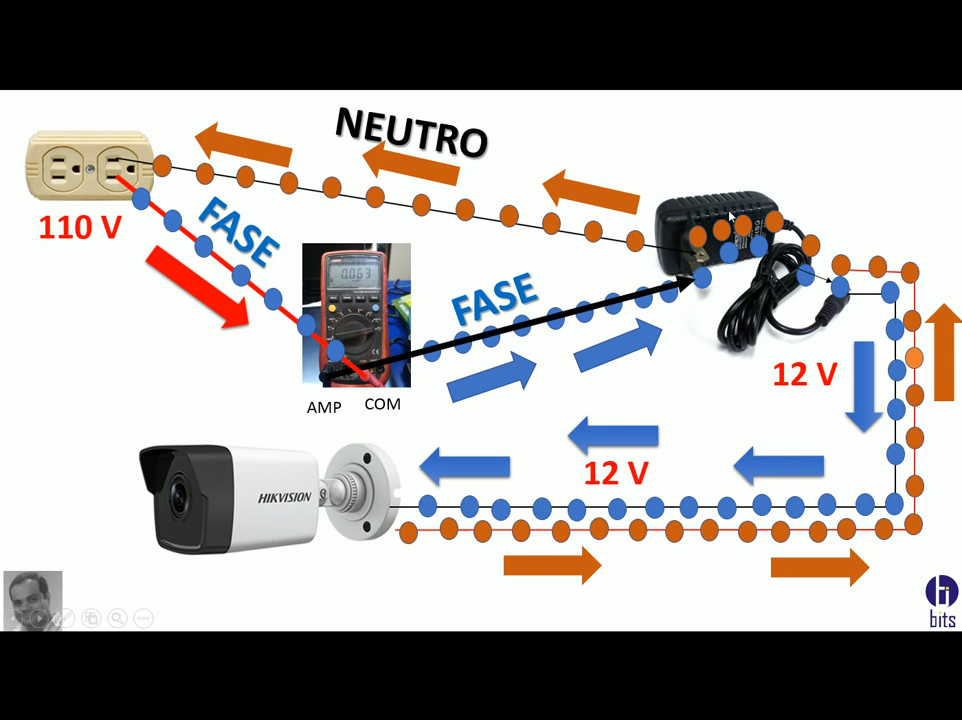 NEUTRO
110 V
FASE
0.063
FASE
12 V
AMP
COM
12 V
HIKVISION
bits